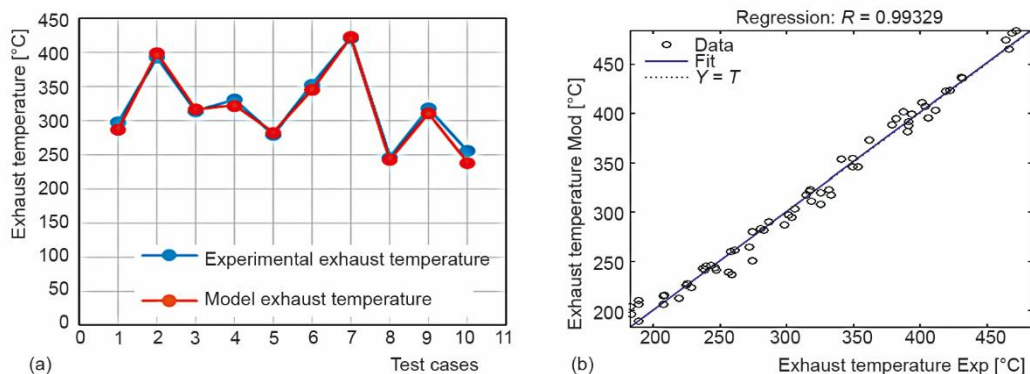 Exhaust temperature [°C]
450
400
350
300
250
400
450
200
150
100
50
0
Experimental exhaust temperature
Model exhaust temperature
0 1 2 3 4 5 6 7 8 9 10 11
(a)
Test cases
Regression: R = 0.99329
Exhaust temperature Mod [°C]
450
400
350
300
250
200
Data
Fit
Y = T
200 250 300 350 400 450
(b)
Exhaust temperature Exp [°C]